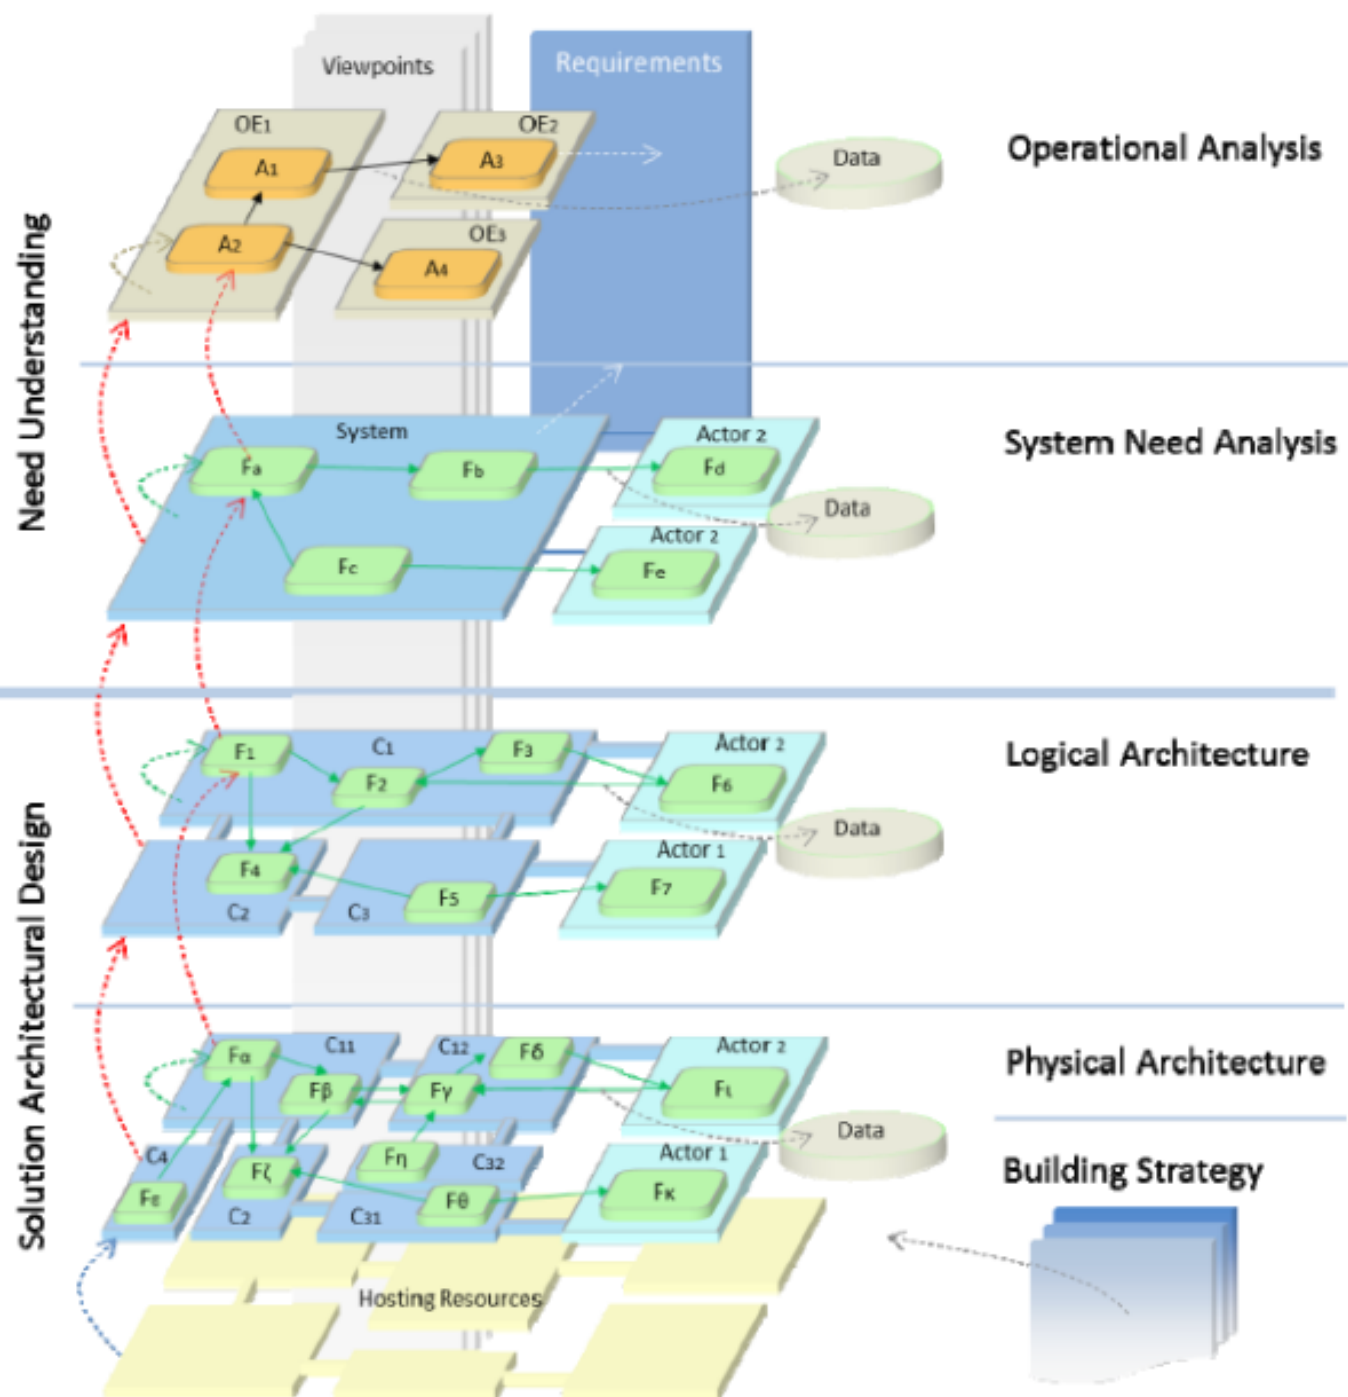 Viewpoints
Requirements
OE1
OE2
A1
A3
Data
Operational Analysis
A2
OE3
A4
Need Understanding
System
Actor 2
System Need Analysis
Fa
Fb
Fd
Data
Actor 2
Fc
Fe
F1
C1
F3
Actor 2
Logical Architecture
F2
F6
Data
Actor 1
F4
F5
F7
C2
C3
Solution Architectural Design
Fα
C11
C12
Fδ
Actor 2
Physical Architecture
Fβ
Fγ
Fι
Data
C4
Fζ
Fη
C32
Actor 1
Building Strategy
Fε
Fθ
Fκ
C2
C31
Hosting Resources